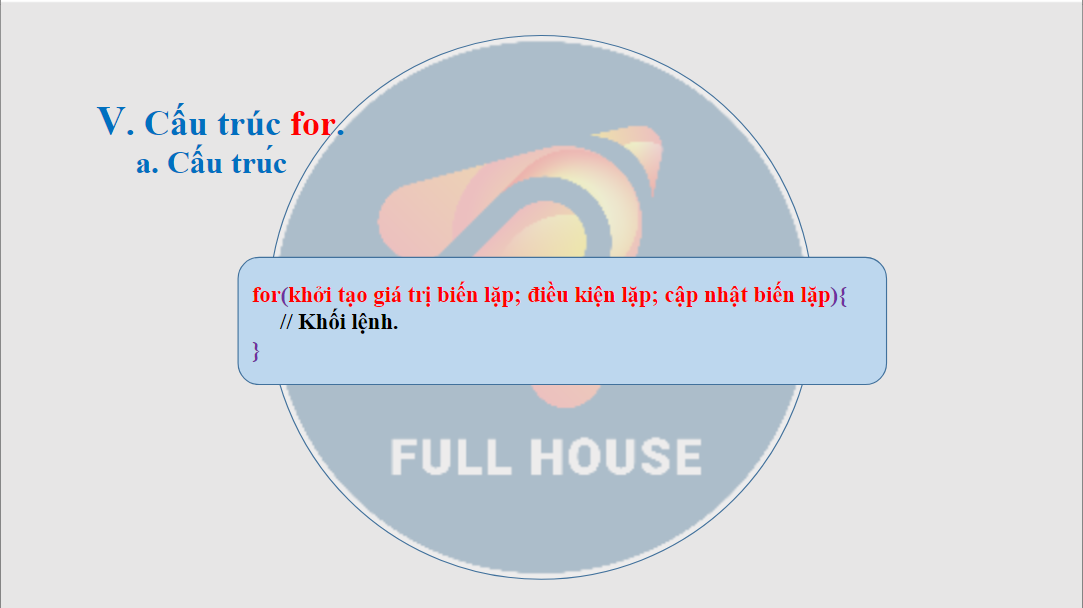 V. Cấu trúc for.
a. Cấu trúc
for(khởi tạo giá trị biến lặp; điều kiện lặp; cập nhật biến lặp){
// Khối lệnh.
}
FULL HOUSE